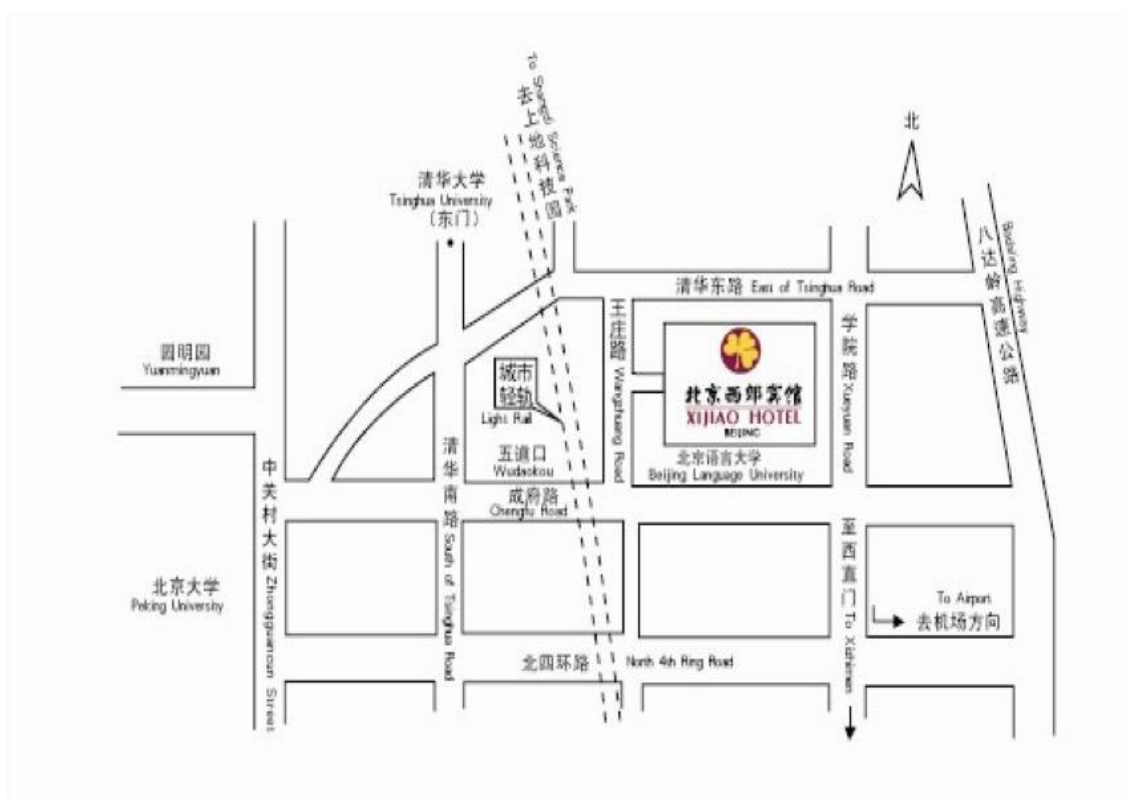 To Shangdi Science Park
去上地科技园
北
清华大学
Tsinghua University
(东门)
八达岭高速公路
Badaling Highway
清华东路 East of Tsinghua Road
圆明园
Yuanmingyuan
城市
轻轨
Light Rail
王庄路 Wangzhuang Road
北京西郊宾馆
XIJIAO HOTEL
BEIJING
学院路 Xueyuan Road
五道口
Wudaokou
北京语言大学
Beijing Language University
成府路
Chengfu Road
中关村大街 Zhongguancun Street
清华南路 South of Tsinghua Road
北京大学
Peking University
至西直门 To Xizhimen
To Airport
去机场方向
北四环路 North 4th Ring Road